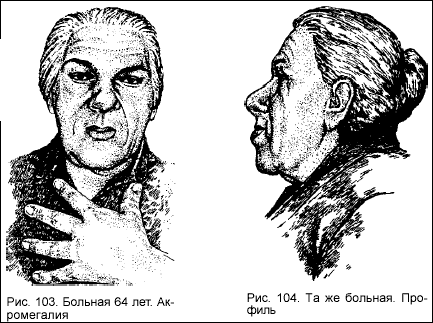 Рис. 103. Больная 64 лет. Ак-
ромегалия
Рис. 104. Та же больная. Про-
филь